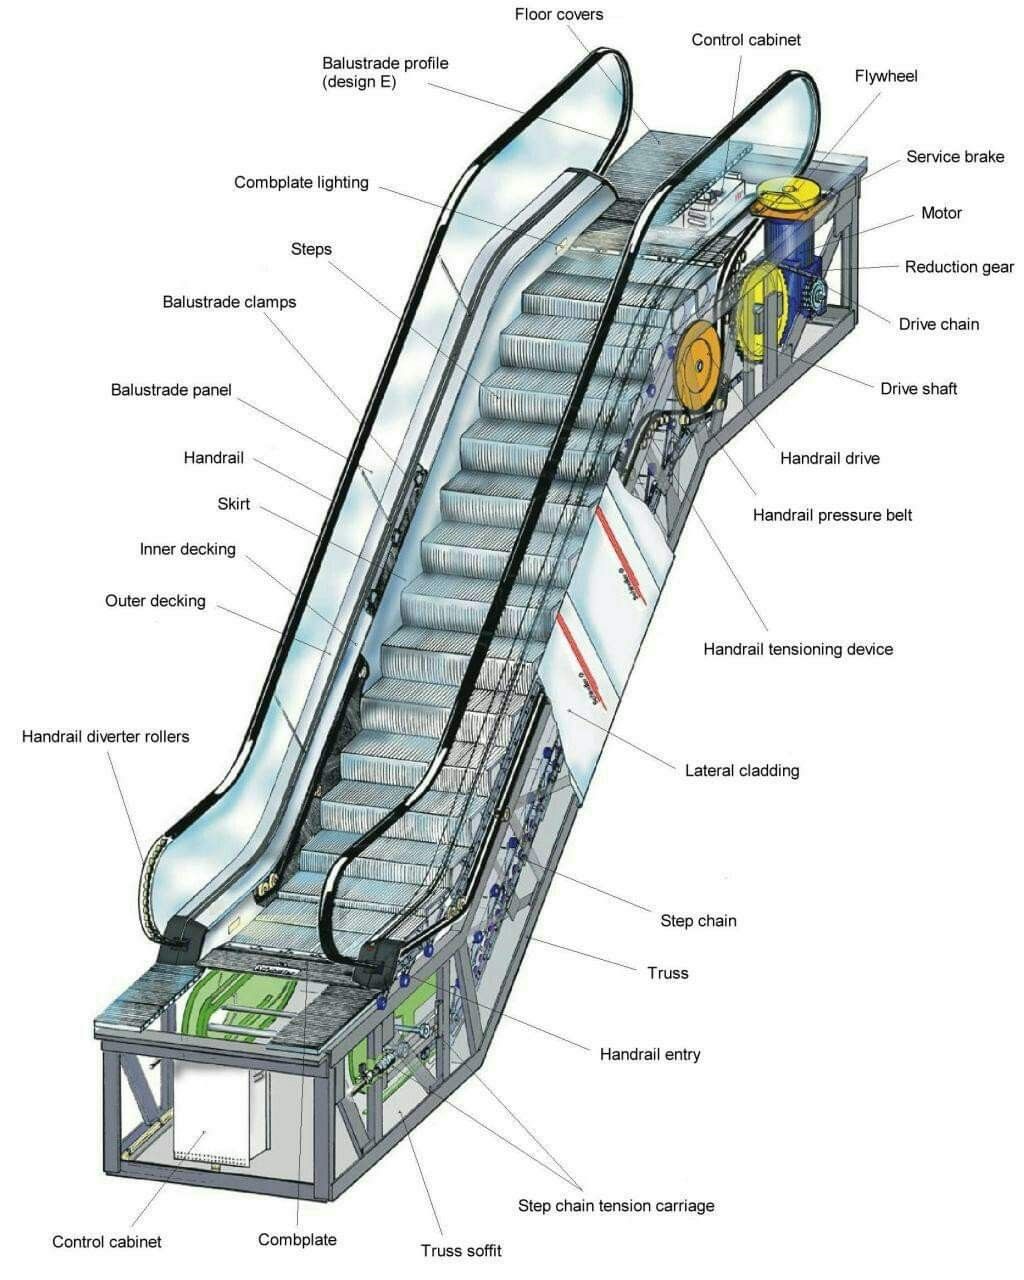 Floor covers
Control cabinet
Balustrade profile
(design E)
Flywheel
Service brake
Combplate lighting
Motor
Steps
Reduction gear
Balustrade clamps
Drive chain
Balustrade panel
Drive shaft
Handrail
Handrail drive
Skirt
Handrail pressure belt
Inner decking
Outer decking
Handrail tensioning device
Handrail diverter rollers
Lateral cladding
Step chain
Truss
Handrail entry
Step chain tension carriage
Control cabinet
Combplate
Truss soffit